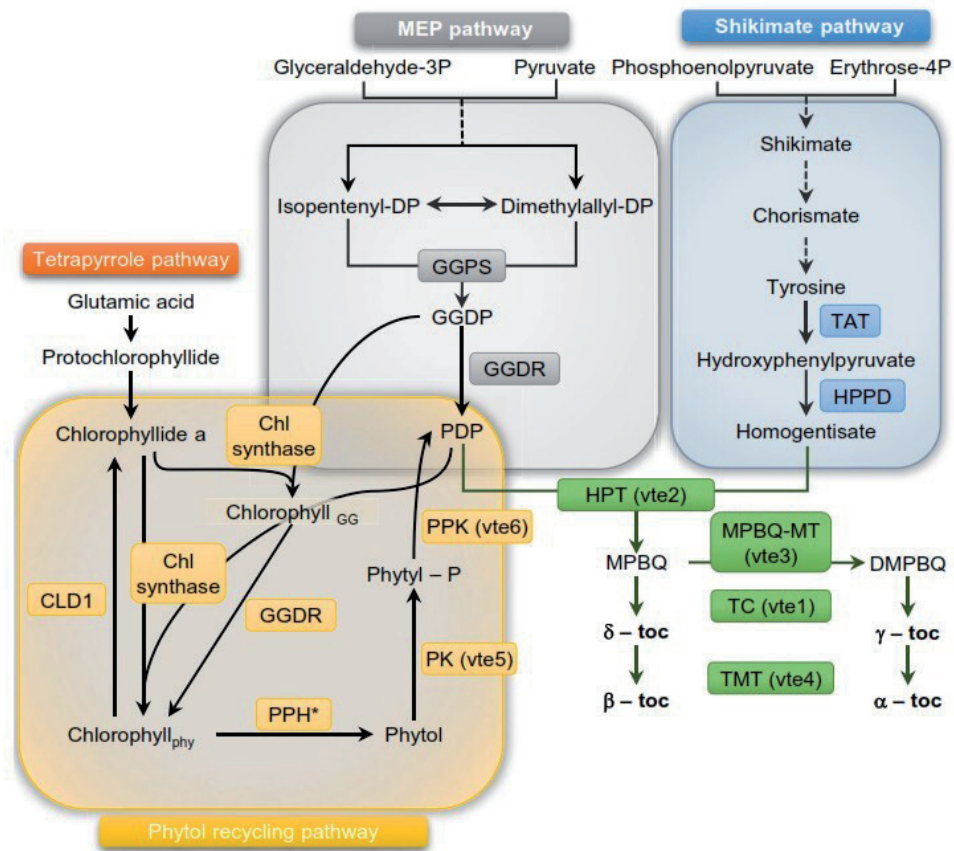 MEP pathway
Shikimate pathway
Glyceraldehyde-3P
Pyruvate
Phosphoenolpyruvate
Erythrose-4P
Shikimate
Isopentenyl-DP
Dimethylallyl-DP
Chorismate
Tetrapyrrole pathway
GGPS
Tyrosine
Glutamic acid
GGDP
TAT
Protochlorophyllide
Hydroxyphenylpyruvate
GGDR
HPPD
Chlorophyllide a
Chl
synthase
PDP
Homogentisate
HPT (vte2)
Chlorophyll GG
PPK (vte6)
MPBQ-MT
(vte3)
MPBQ
DMPBQ
Chl
synthase
Phytyl – P
CLD1
GGDR
TC (vte1)
δ – toc
γ – toc
PK (vte5)
TMT (vte4)
β – toc
α – toc
PPH*
Chlorophyllphy
Phytol
Phytol recycling pathway